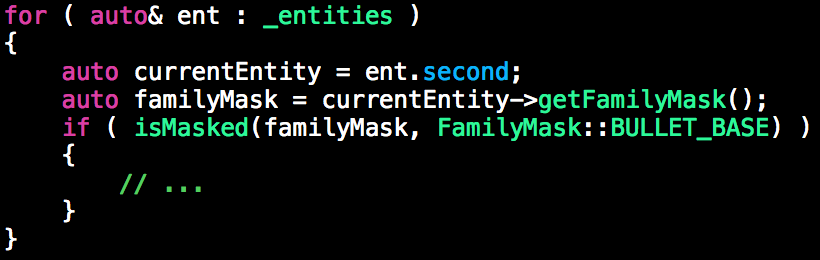 for ( auto& ent : _entities )
{
    auto currentEntity = ent.second;
    auto familyMask = currentEntity->getFamilyMask();
    if ( isMasked(familyMask, FamilyMask::BULLET_BASE) )
    {
        // ...
    }
}